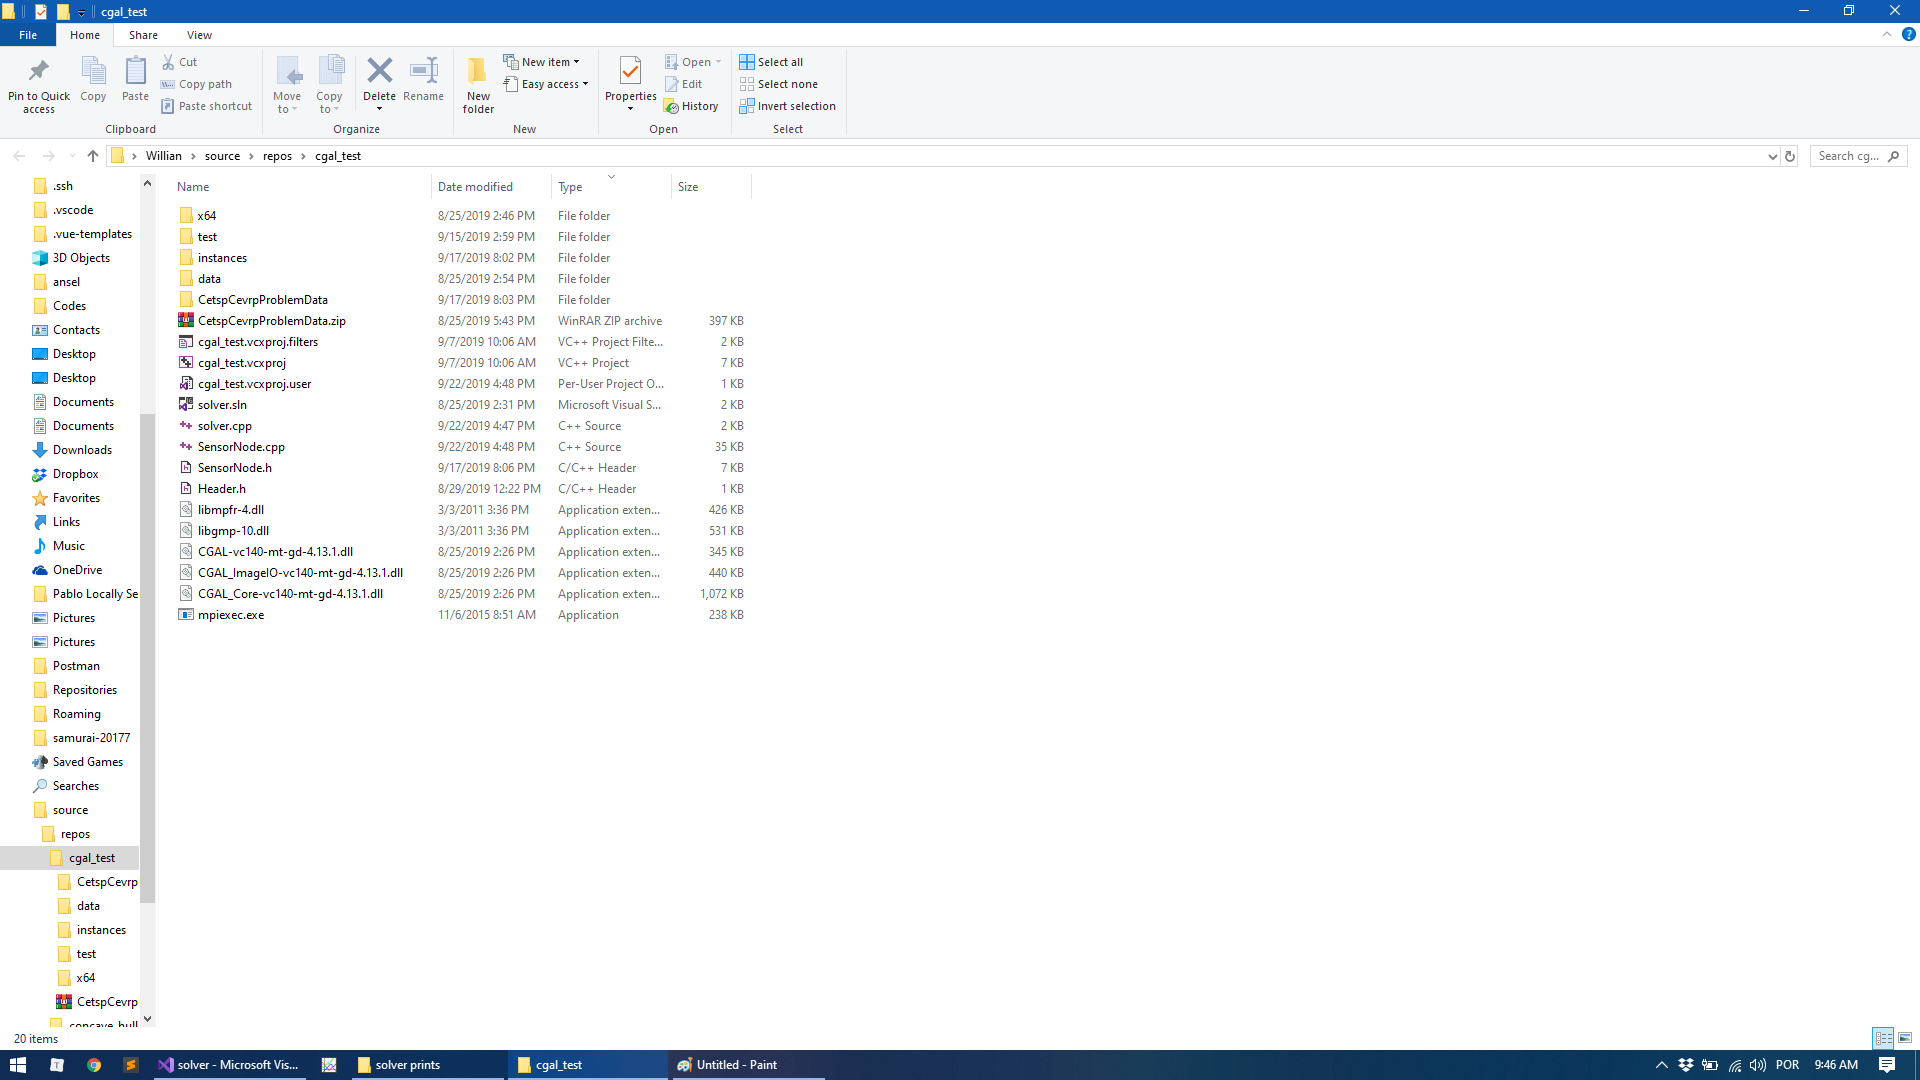 cgal_test
File Home Share View
Pin to Quick access
Copy
Paste
Cut
Copy path
Paste shortcut
Clipboard
Move to
Copy to
Delete
Rename
Organize
New folder
New item
Easy access
New
Properties
Open
Edit
History
Open
Select all
Select none
Invert selection
Select
Willian > source > repos > cgal_test
Search cg...
.ssh
.vscode
.vue-templates
3D Objects
ansel
Codes
Contacts
Desktop
Desktop
Documents
Documents
Downloads
Dropbox
Favorites
Links
Music
OneDrive
Pablo Locally Se
Pictures
Pictures
Postman
Repositories
Roaming
samurai-20177
Saved Games
Searches
source
repos
cgal_test
CetspCevrp
data
instances
test
x64
CetspCevrp
concave_hull
Name Date modified Type Size
x64 8/25/2019 2:46 PM File folder
test 9/15/2019 2:59 PM File folder
instances 9/17/2019 8:02 PM File folder
data 8/25/2019 2:54 PM File folder
CetspCevrpProblemData 9/17/2019 8:03 PM File folder
CetspCevrpProblemData.zip 8/25/2019 5:43 PM WinRAR ZIP archive 397 KB
cgal_test.vcxproj.filters 9/7/2019 10:06 AM VC++ Project Filte... 2 KB
cgal_test.vcxproj 9/7/2019 10:06 AM VC++ Project 7 KB
cgal_test.vcxproj.user 9/22/2019 4:48 PM Per-User Project O... 1 KB
solver.sln 8/25/2019 2:31 PM Microsoft Visual S... 2 KB
solver.cpp 9/22/2019 4:47 PM C++ Source 2 KB
SensorNode.cpp 9/22/2019 4:48 PM C++ Source 35 KB
SensorNode.h 9/17/2019 8:06 PM C/C++ Header 7 KB
Header.h 8/29/2019 12:22 PM C/C++ Header 1 KB
libmpfr-4.dll 3/3/2011 3:36 PM Application exten... 426 KB
libgmp-10.dll 3/3/2011 3:36 PM Application exten... 531 KB
CGAL-vc140-mt-gd-4.13.1.dll 8/25/2019 2:26 PM Application exten... 345 KB
CGAL_ImageIO-vc140-mt-gd-4.13.1.dll 8/25/2019 2:26 PM Application exten... 440 KB
CGAL_Core-vc140-mt-gd-4.13.1.dll 8/25/2019 2:26 PM Application exten... 1,072 KB
mpiexec.exe 11/6/2015 8:51 AM Application 238 KB
20 items
solver - Microsoft Vis... solver prints cgal_test Untitled - Paint POR 9:46 AM